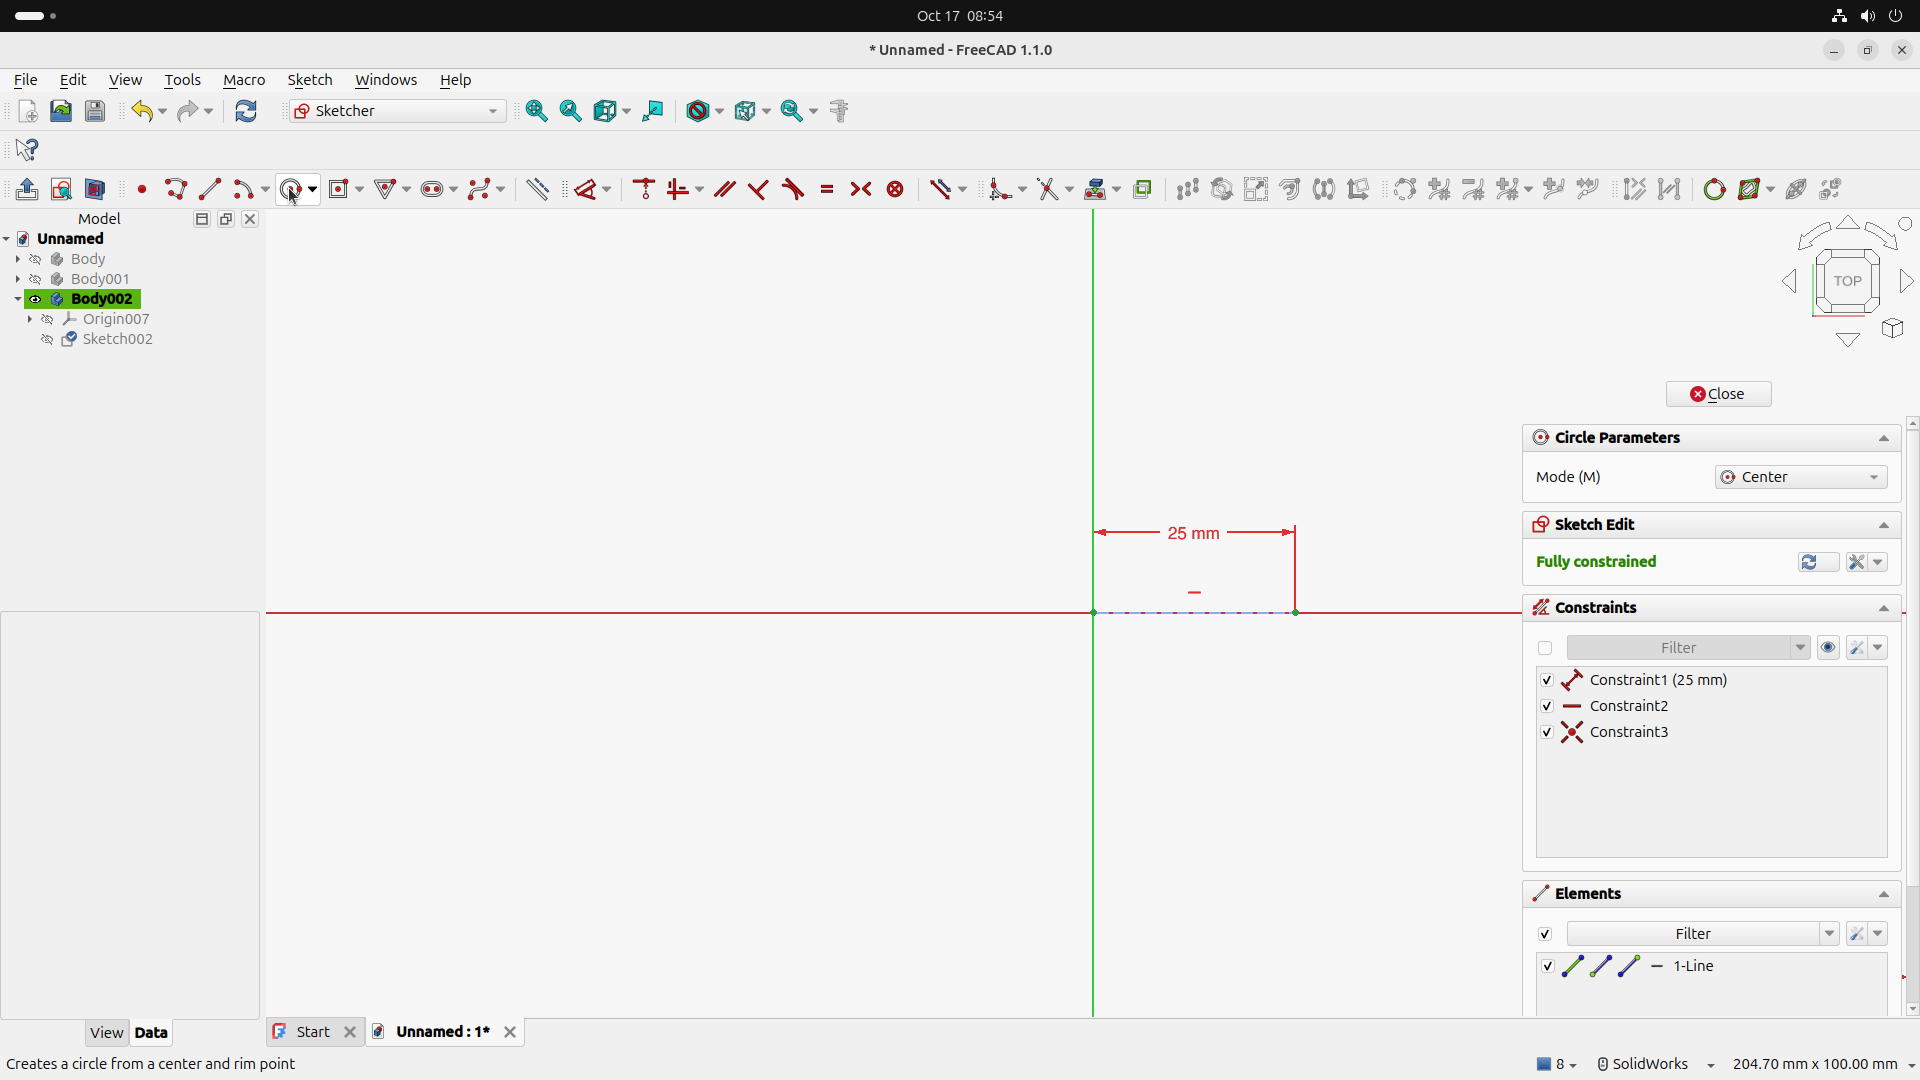 Oct 17 08:54
* Unnamed - FreeCAD 1.1.0
File Edit View Tools Macro Sketch Windows Help
Sketcher
Model
Unnamed
Body
Body001
Body002
Origin007
Sketch002
TOP
Close
Circle Parameters
Mode (M) Center
Sketch Edit
Fully constrained
Constraints
Filter
Constraint1 (25 mm)
Constraint2
Constraint3
Elements
Filter
1-Line
25 mm
View Data
Start Unnamed : 1*
Creates a circle from a center and rim point
8 SolidWorks 204.70 mm x 100.00 mm